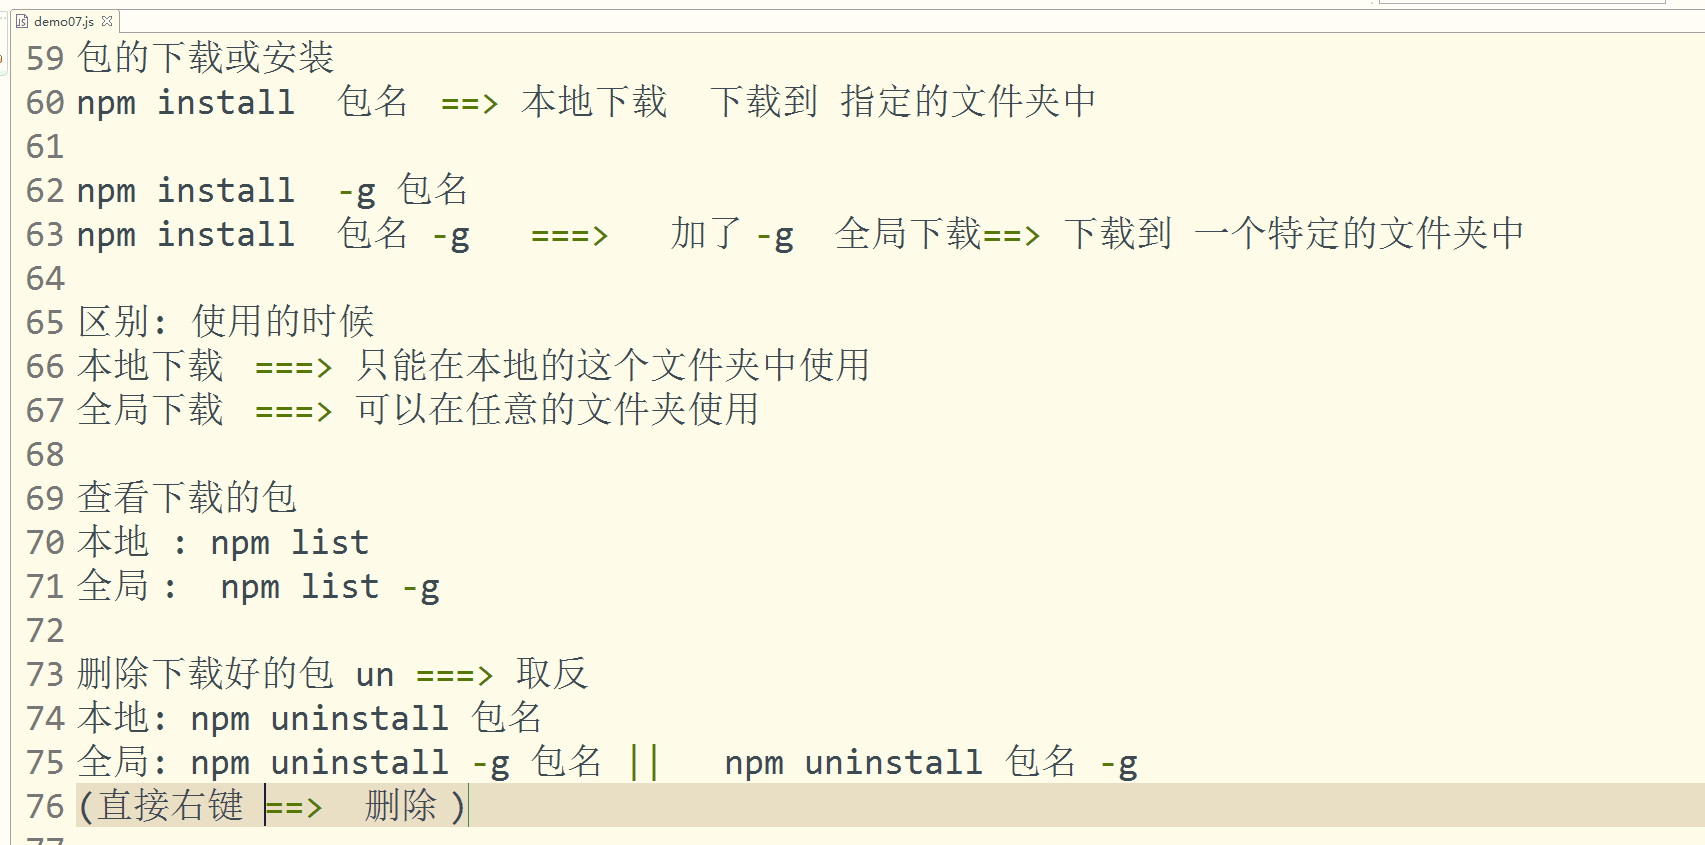 demo07.js
59 包的下载或安装
60 npm install  包名  ==> 本地下载  下载到 指定的文件夹中
61
62 npm install  -g 包名
63 npm install  包名 -g   ===>   加了 -g  全局下载==> 下载到 一个特定的文件夹中
64
65 区别: 使用的时候
66 本地下载  ===> 只能在本地的这个文件夹中使用
67 全局下载  ===> 可以在任意的文件夹使用
68
69 查看下载的包
70 本地 : npm list
71 全局 :  npm list -g
72
73 删除下载好的包 un ===> 取反
74 本地: npm uninstall 包名
75 全局: npm uninstall -g 包名 ||   npm uninstall 包名 -g
76 (直接右键 ==>  删除 )
77